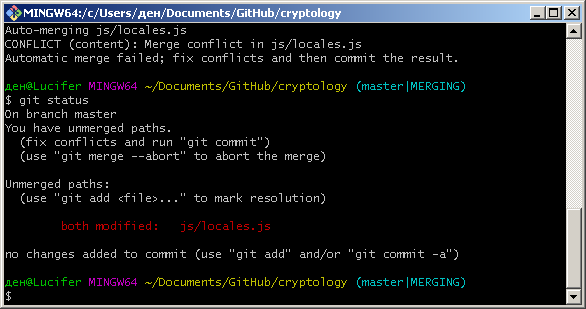 MINGW64:/c/Users/ден/Documents/GitHub/cryptology
Auto-merging js/locales.js
CONFLICT (content): Merge conflict in js/locales.js
Automatic merge failed; fix conflicts and then commit the result.
ден@Lucifer MINGW64 ~/Documents/GitHub/cryptology (master|MERGING)
$ git status
On branch master
You have unmerged paths.
  (fix conflicts and run "git commit")
  (use "git merge --abort" to abort the merge)
Unmerged paths:
  (use "git add <file>..." to mark resolution)
        both modified:   js/locales.js
no changes added to commit (use "git add" and/or "git commit -a")
ден@Lucifer MINGW64 ~/Documents/GitHub/cryptology (master|MERGING)
$